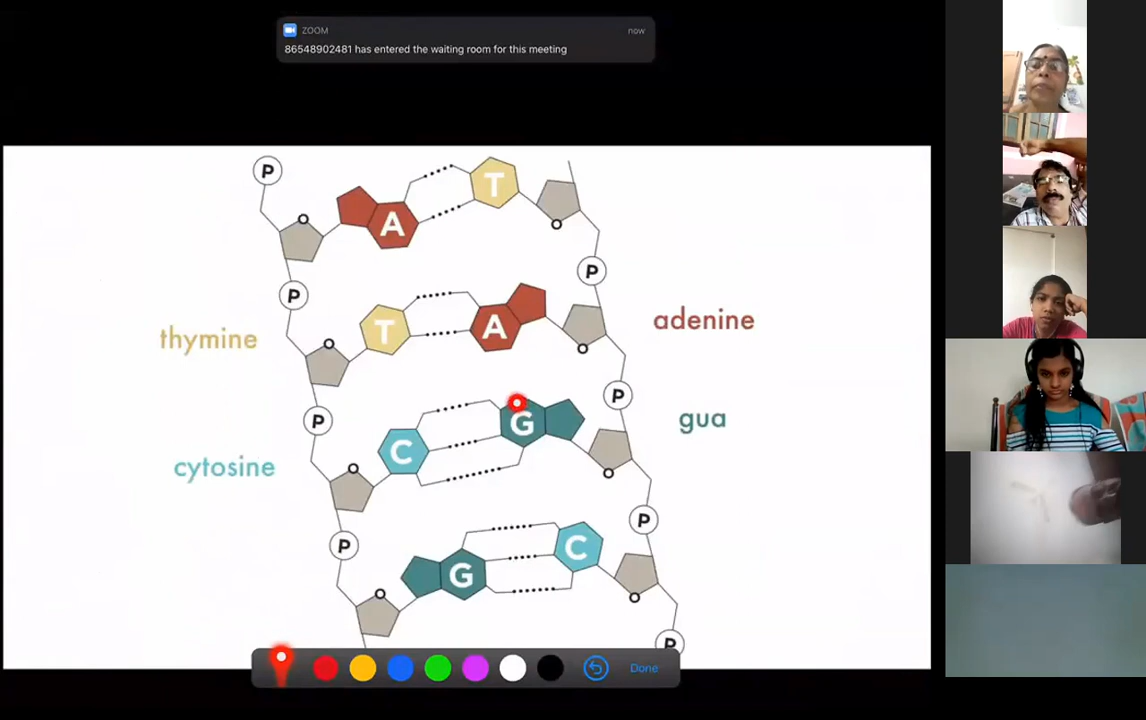 ZOOM now
86548902481 has entered the waiting room for this meeting
P
A T
P
P
thymine T A adenine
P
P
C G gua
cytosine
P
P
G C
P
Done